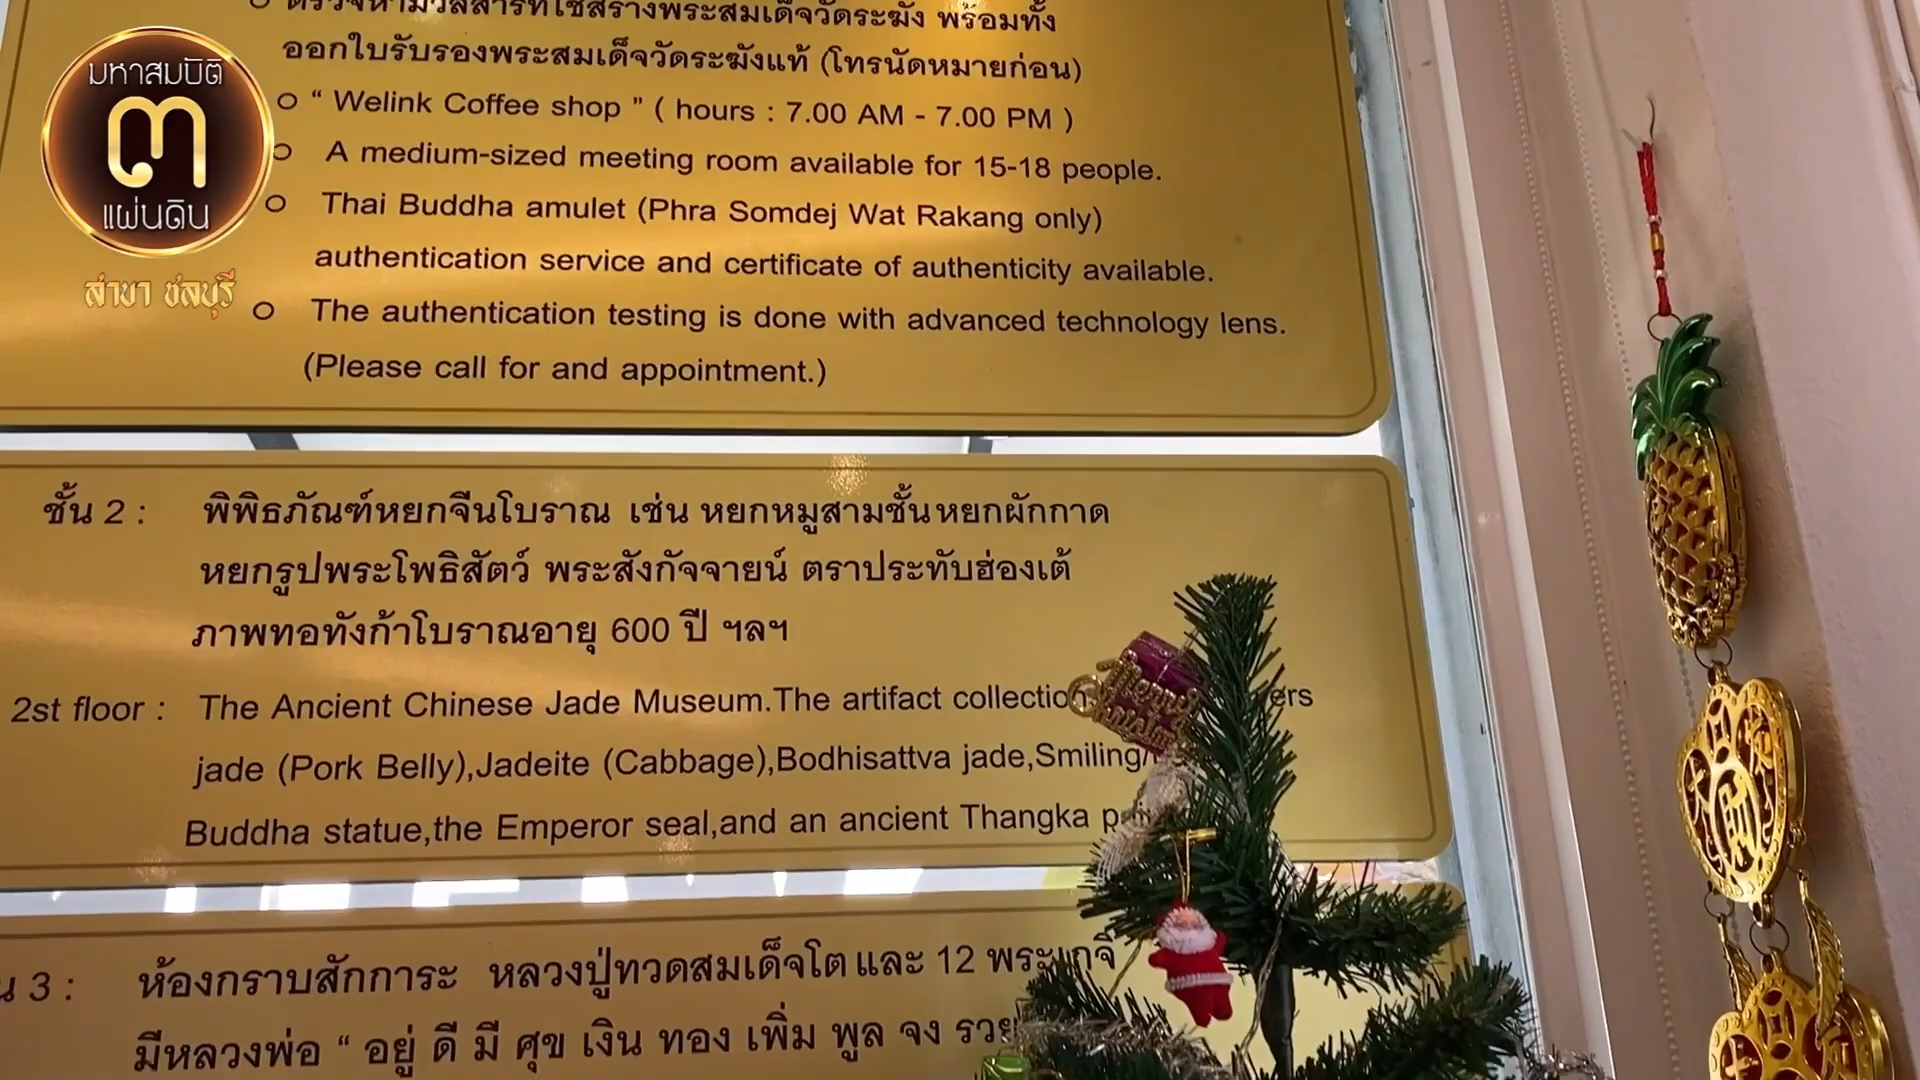 มหาสมบัติ
๓
แผ่นดิน
สาขา ชลบุรี
ออกใบรับรองพระสมเด็จวัดระฆังแท้ (โทรนัดหมายก่อน)
o “ Welink Coffee shop ” ( hours : 7.00 AM - 7.00 PM )
o A medium-sized meeting room available for 15-18 people.
o Thai Buddha amulet (Phra Somdej Wat Rakang only)
authentication service and certificate of authenticity available.
o The authentication testing is done with advanced technology lens.
(Please call for and appointment.)
ชั้น 2 : พิพิธภัณฑ์หยกจีนโบราณ เช่น หยกหมูสามชั้นหยกผักกาด
หยกรูปพระโพธิสัตว์ พระสังกัจจายน์ ตราประทับฮ่องเต้
ภาพทอทังก้าโบราณอายุ 600 ปี ฯลฯ
2st floor : The Ancient Chinese Jade Museum.The artifact collection
jade (Pork Belly),Jadeite (Cabbage),Bodhisattva jade,Smiling/
Buddha statue,the Emperor seal,and an ancient Thangka
3 : ห้องกราบสักการะ หลวงปู่ทวดสมเด็จโต และ 12 พระเกจิ
มีหลวงพ่อ “ อยู่ ดี มี ศุข เงิน ทอง เพิ่ม พูล จง รวย